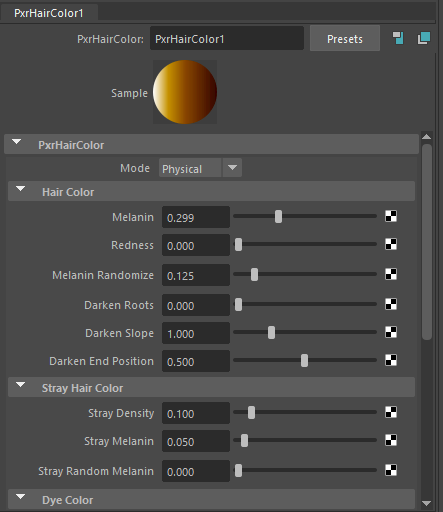 PxrHairColor1
PxrHairColor: PxrHairColor1 Presets
Sample
PxrHairColor
Mode Physical
Hair Color
Melanin 0.299
Redness 0.000
Melanin Randomize 0.125
Darken Roots 0.000
Darken Slope 1.000
Darken End Position 0.500
Stray Hair Color
Stray Density 0.100
Stray Melanin 0.050
Stray Random Melanin 0.000
Dye Color